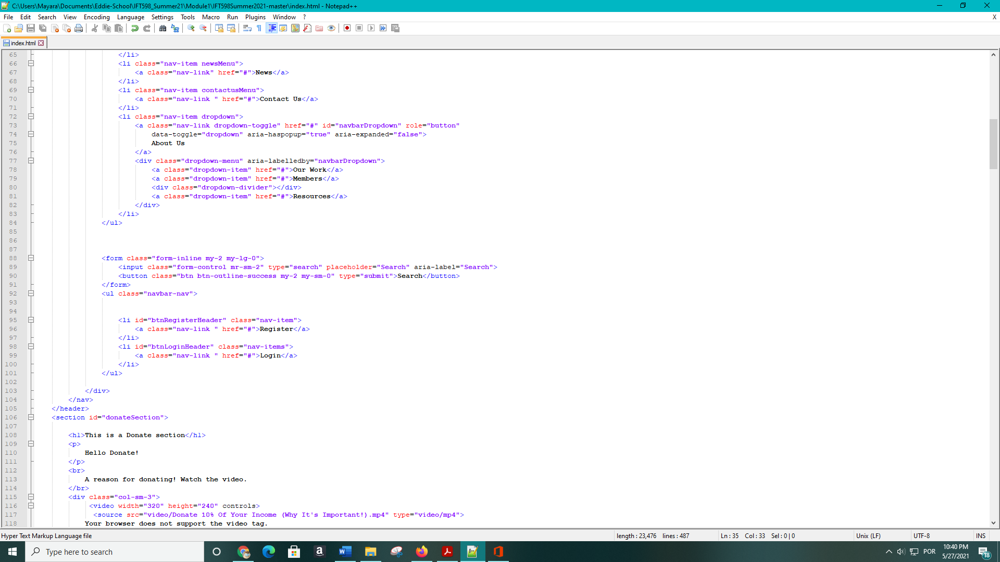 C:\Users\Mayara\Documents\Eddie-School\IFT598_Summer21\Module1\IFT598Summer2021-master\index.html - Notepad++
File Edit Search View Encoding Language Settings Tools Macro Run Plugins Window ? X
index.html
65 </li>
66 <li class="nav-item newsMenu">
67 <a class="nav-link" href="#">News</a>
68 </li>
69 <li class="nav-item contactusMenu">
70 <a class="nav-link " href="#">Contact Us</a>
71 </li>
72 <li class="nav-item dropdown">
73 <a class="nav-link dropdown-toggle" href="#" id="navbarDropdown" role="button"
74 data-toggle="dropdown" aria-haspopup="true" aria-expanded="false">
75 About Us
76 </a>
77 <div class="dropdown-menu" aria-labelledby="navbarDropdown">
78 <a class="dropdown-item" href="#">Our Work</a>
79 <a class="dropdown-item" href="#">Members</a>
80 <div class="dropdown-divider"></div>
81 <a class="dropdown-item" href="#">Resources</a>
82 </div>
83 </li>
84 </ul>
85
86
87
88 <form class="form-inline my-2 my-lg-0">
89 <input class="form-control mr-sm-2" type="search" placeholder="Search" aria-label="Search">
90 <button class="btn btn-outline-success my-2 my-sm-0" type="submit">Search</button>
91 </form>
92 <ul class="navbar-nav">
93
94
95 <li id="btnRegisterHeader" class="nav-item">
96 <a class="nav-link " href="#">Register</a>
97 </li>
98 <li id="btnLoginHeader" class="nav-items">
99 <a class="nav-link " href="#">Login</a>
100 </li>
101 </ul>
102
103 </div>
104 </nav>
105 </header>
106 <section id="donateSection">
107
108 <h1>This is a Donate section</h1>
109 <p>
110 Hello Donate!
111 </p>
112 <br>
113 A reason for donating! Watch the video.
114 </br>
115 <div class="col-sm-3">
116 <video width="320" height="240" controls>
117 <source src="video/Donate 10% Of Your Income (Why It's Important!).mp4" type="video/mp4">
118 Your browser does not support the video tag.
Hyper Text Markup Language file length : 23,476 lines : 487 Ln : 35 Col : 33 Sel : 0 | 0 Unix (LF) UTF-8 INS
Type here to search POR 10:40 PM
5/27/2021 18